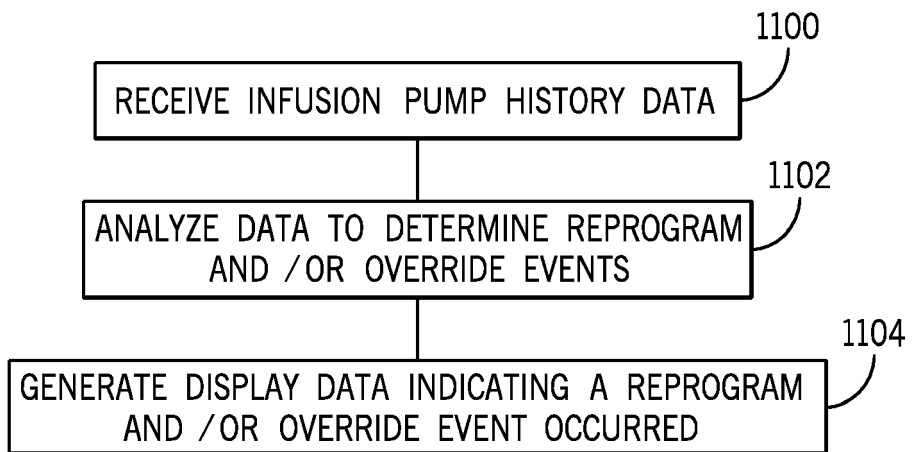 1100
RECEIVE INFUSION PUMP HISTORY DATA
1102
ANALYZE DATA TO DETERMINE REPROGRAM
AND /OR OVERRIDE EVENTS
1104
GENERATE DISPLAY DATA INDICATING A REPROGRAM
AND /OR OVERRIDE EVENT OCCURRED